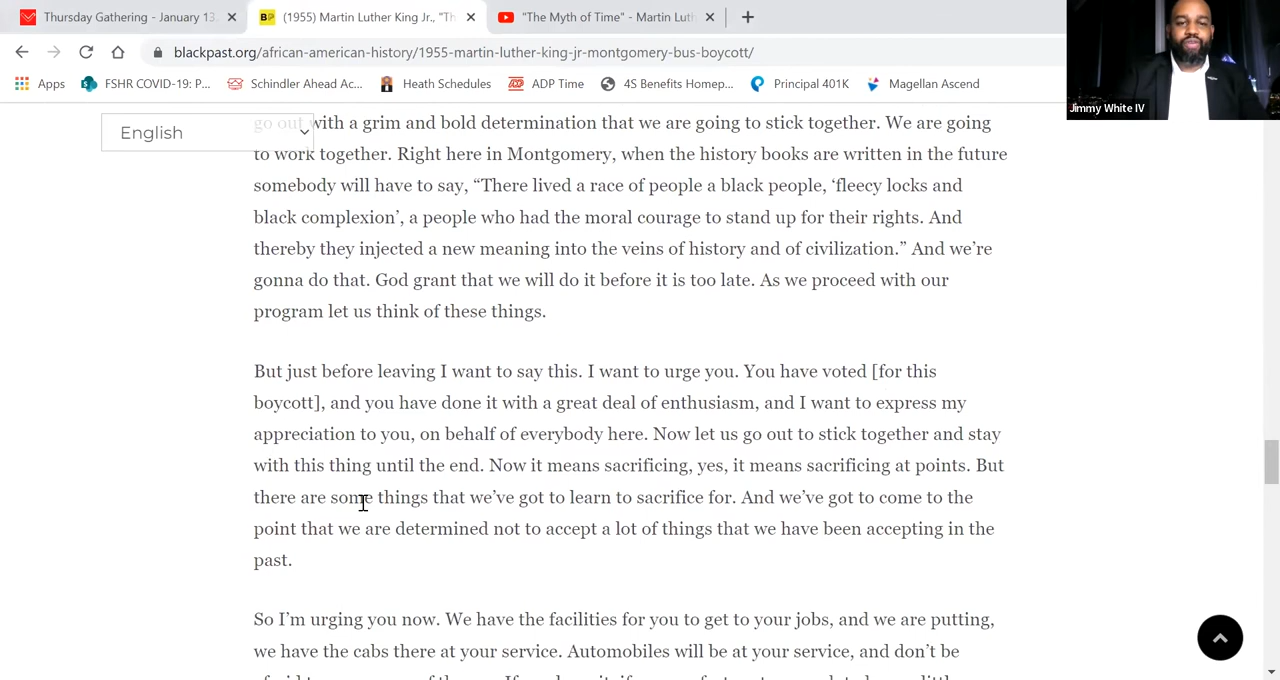 Thursday Gathering - January 13,
(1955) Martin Luther King Jr., "Th
"The Myth of Time" - Martin Luth
blackpast.org/african-american-history/1955-martin-luther-king-jr-montgomery-bus-boycott/
Apps
FSHR COVID-19: P...
Schindler Ahead Ac...
Heath Schedules
ADP Time
4S Benefits Homep...
Principal 401K
Magellan Ascend
Jimmy White IV
English
go out with a grim and bold determination that we are going to stick together. We are going
to work together. Right here in Montgomery, when the history books are written in the future
somebody will have to say, “There lived a race of people a black people, ‘fleecy locks and
black complexion’, a people who had the moral courage to stand up for their rights. And
thereby they injected a new meaning into the veins of history and of civilization.” And we’re
gonna do that. God grant that we will do it before it is too late. As we proceed with our
program let us think of these things.
But just before leaving I want to say this. I want to urge you. You have voted [for this
boycott], and you have done it with a great deal of enthusiasm, and I want to express my
appreciation to you, on behalf of everybody here. Now let us go out to stick together and stay
with this thing until the end. Now it means sacrificing, yes, it means sacrificing at points. But
there are some things that we’ve got to learn to sacrifice for. And we’ve got to come to the
point that we are determined not to accept a lot of things that we have been accepting in the
past.
So I’m urging you now. We have the facilities for you to get to your jobs, and we are putting,
we have the cabs there at your service. Automobiles will be at your service, and don’t be